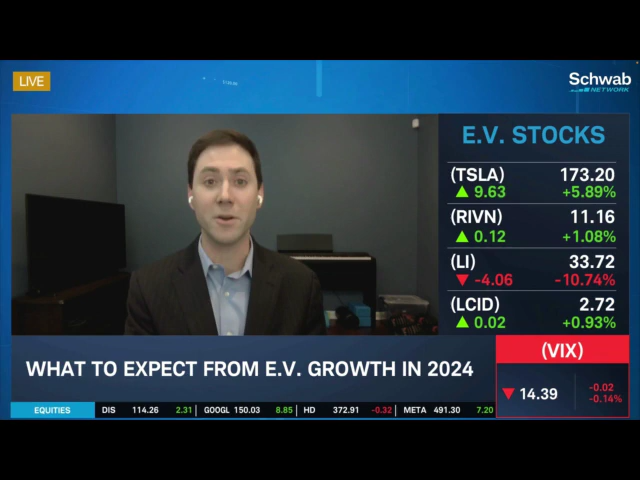 LIVE
Schwab
NETWORK
E.V. STOCKS
(TSLA) 173.20
▲ 9.63 +5.89%
(RIVN) 11.16
▲ 0.12 +1.08%
(LI) 33.72
▼ -4.06 -10.74%
(LCID) 2.72
▲ 0.02 +0.93%
WHAT TO EXPECT FROM E.V. GROWTH IN 2024
(VIX)
▼ 14.39 -0.02
-0.14%
EQUITIES DIS 114.26 2.31 GOOGL 150.03 8.85 HD 372.91 -0.32 META 491.30 7.20